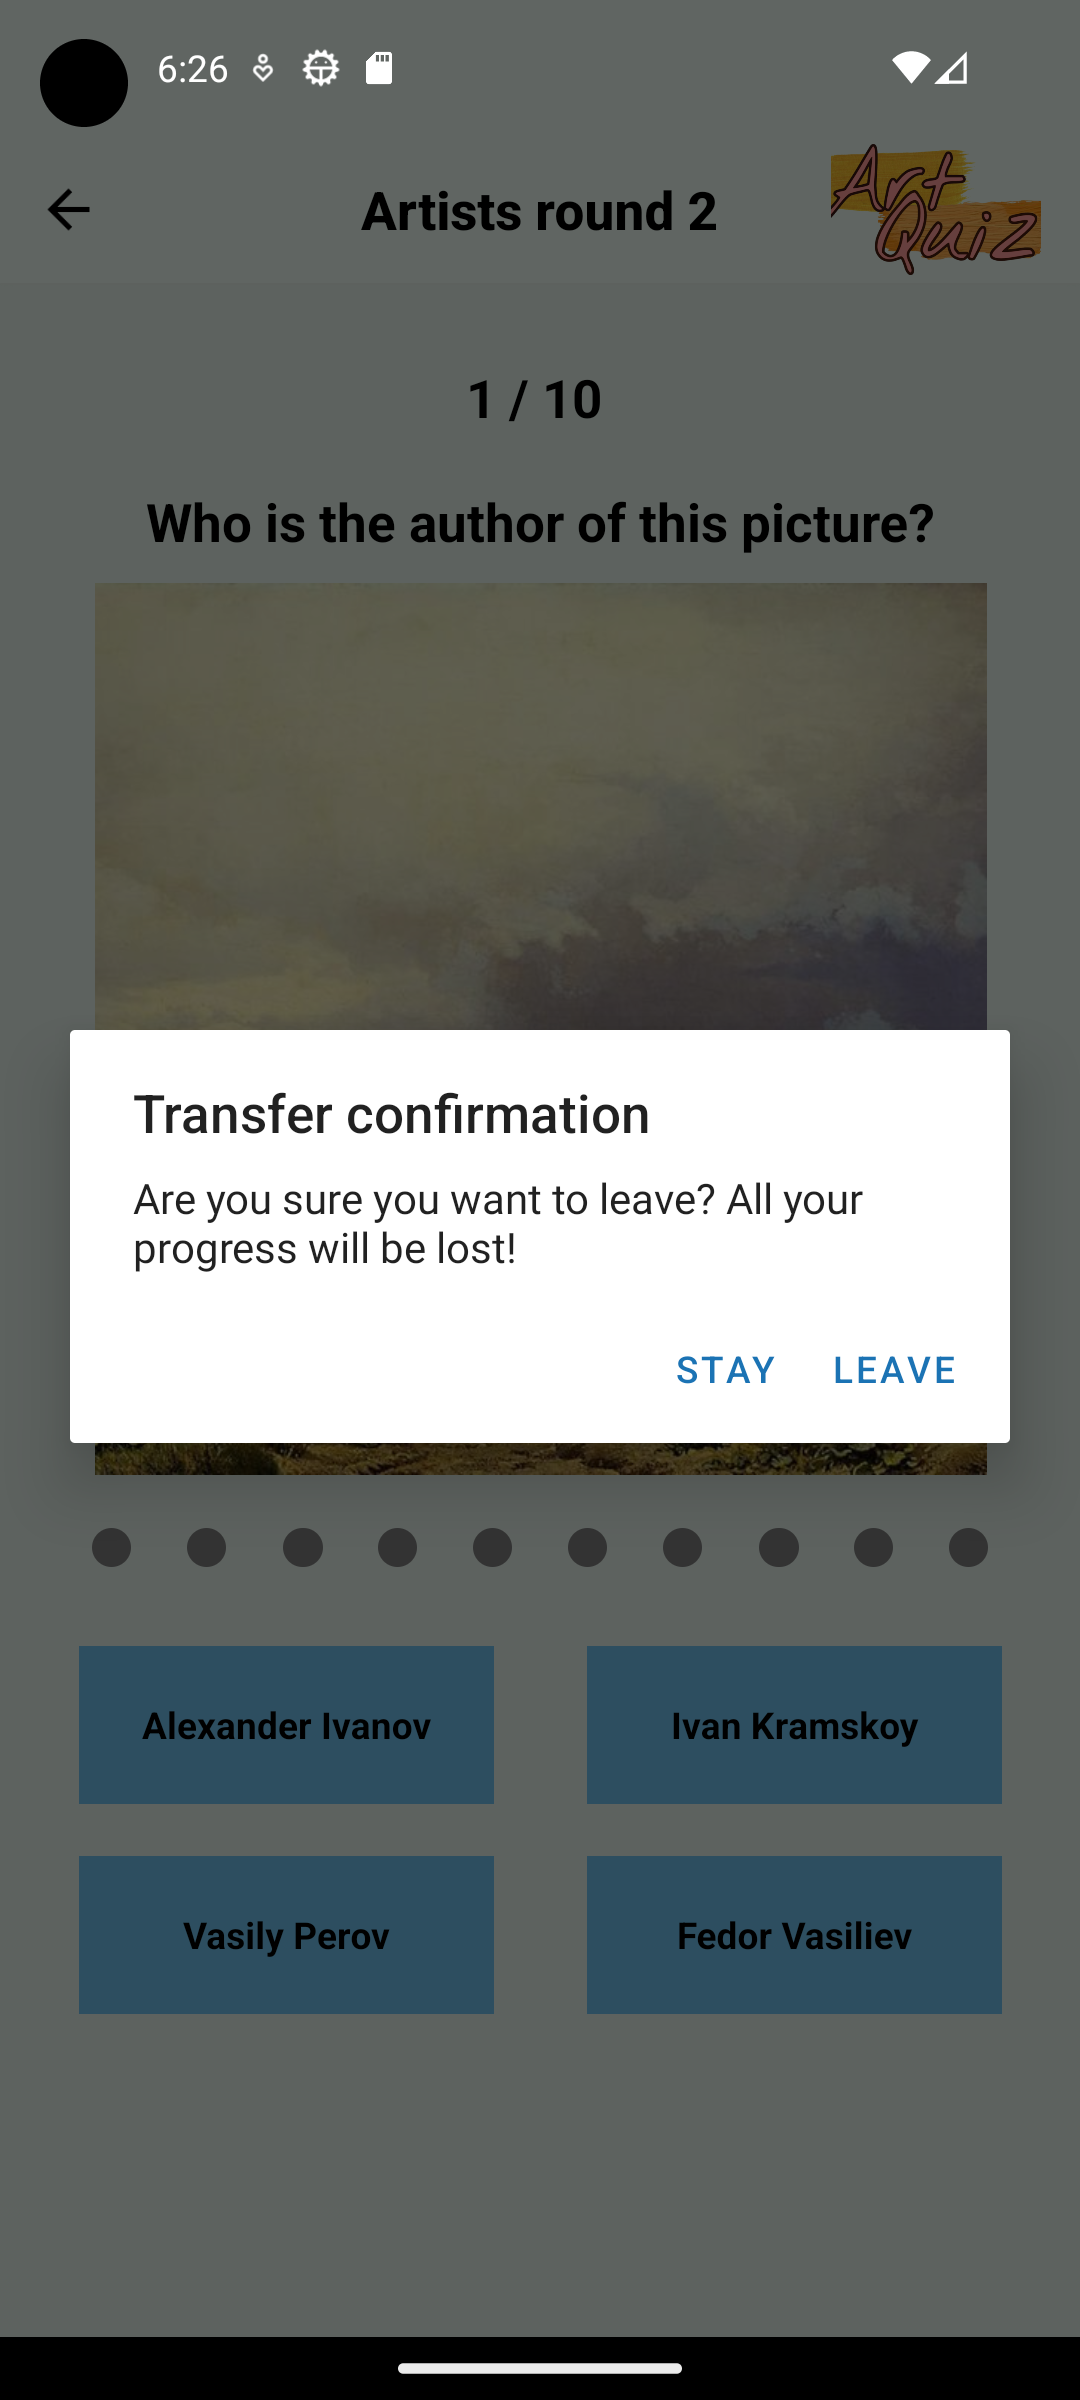 6:26
Artists round 2
Art
Quiz
1 / 10
Who is the author of this picture?
Transfer confirmation
Are you sure you want to leave? All your
progress will be lost!
STAY LEAVE
Alexander Ivanov
Ivan Kramskoy
Vasily Perov
Fedor Vasiliev